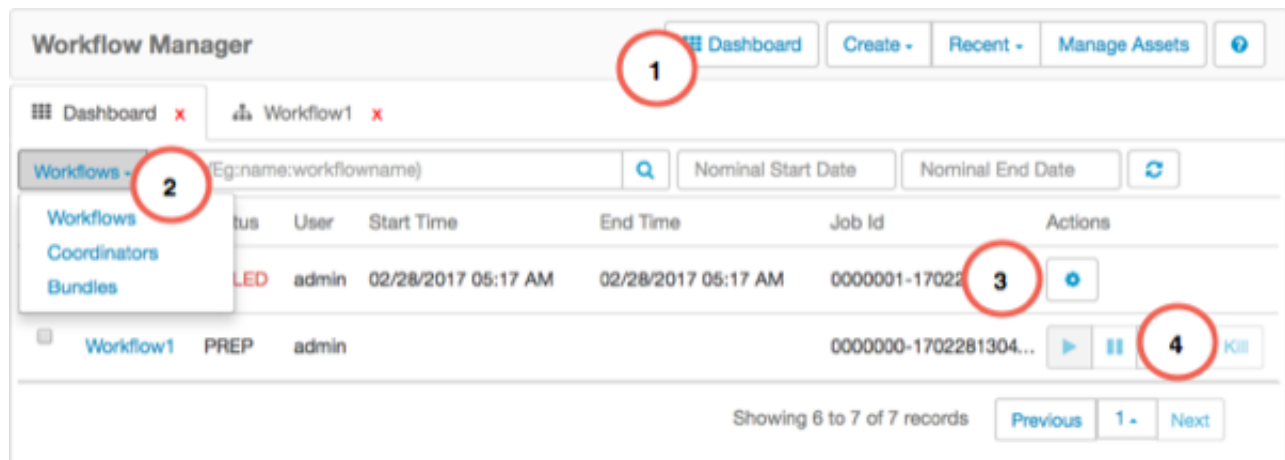 Workflow Manager
1
Dashboard
Create
Recent
Manage Assets
?
Dashboard x
Workflow1 x
Workflows
2
(Eg:name:workflowname)
Nominal Start Date
Nominal End Date
Workflows
Coordinators
Bundles
User
Start Time
End Time
Job Id
Actions
admin
02/28/2017 05:17 AM
02/28/2017 05:17 AM
0000001-17022
3
Workflow1
PREP
admin
0000000-1702281304...
4
Kill
Showing 6 to 7 of 7 records
Previous
1
Next